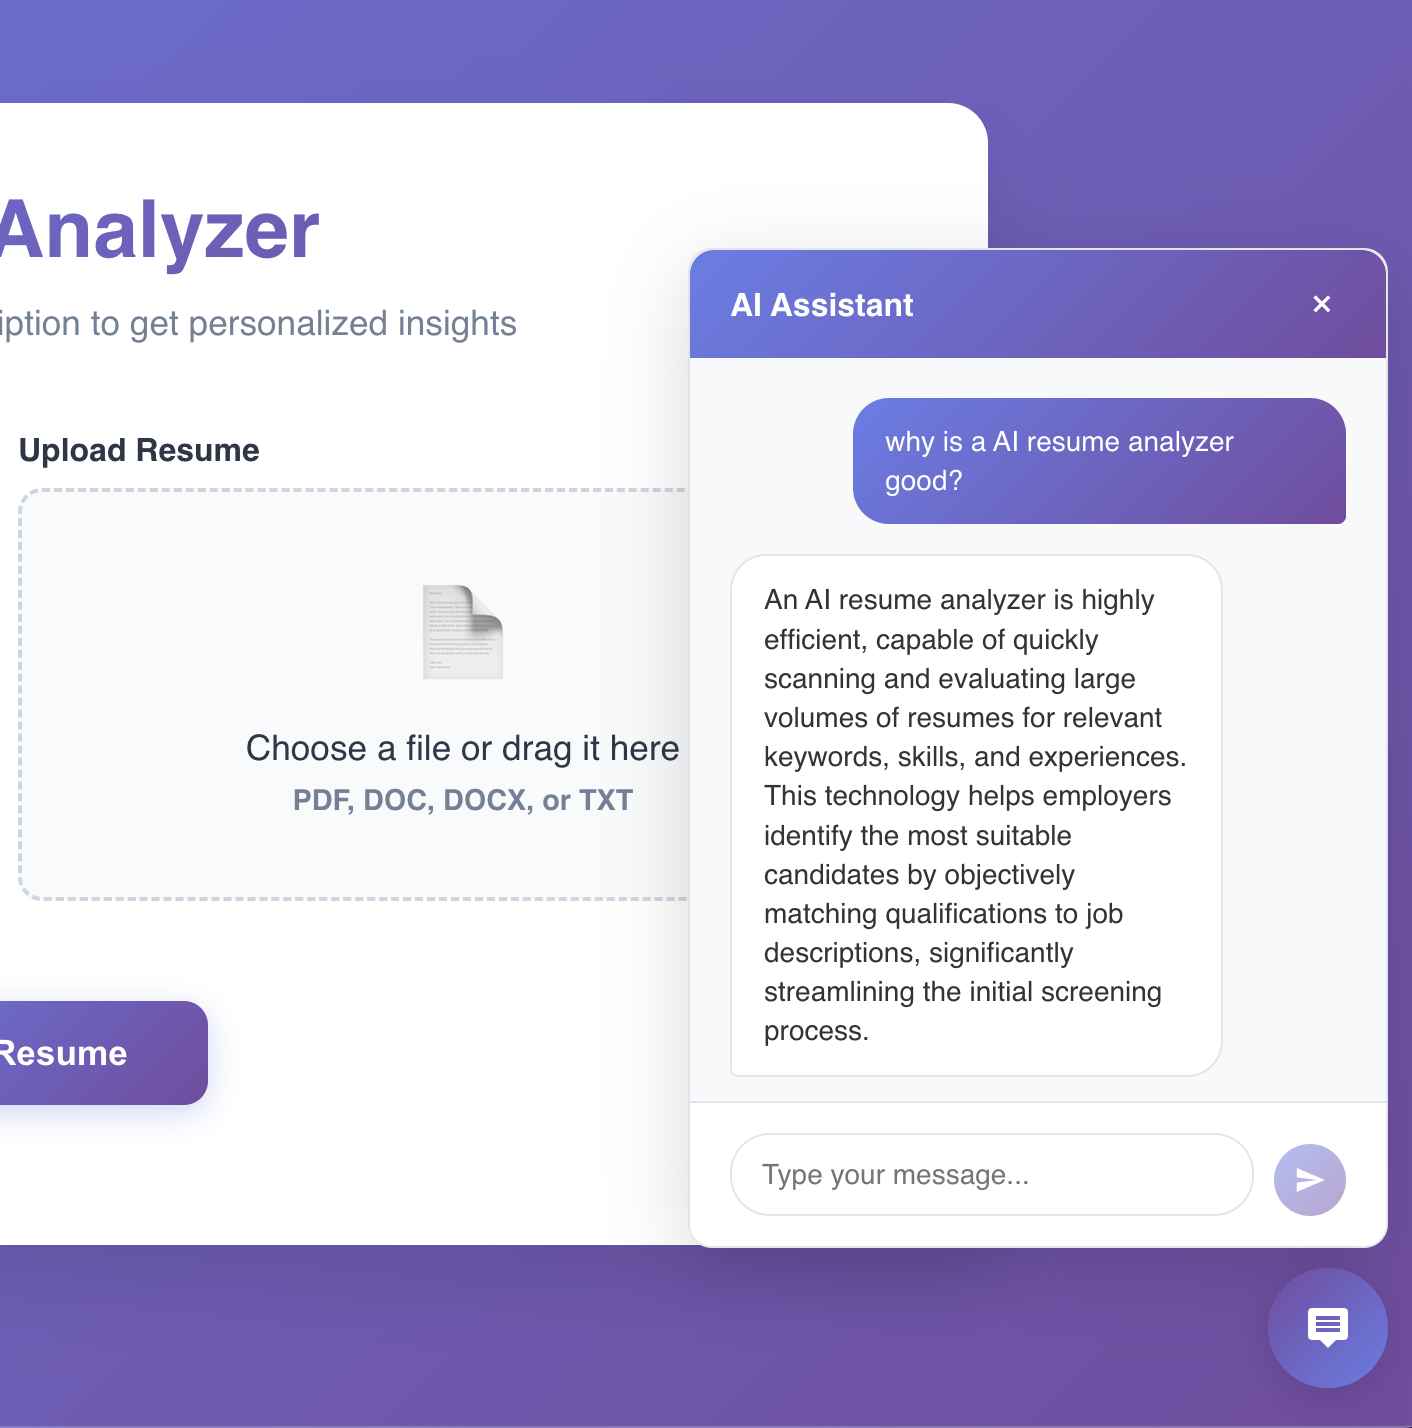 Analyzer
iption to get personalized insights
Upload Resume
Choose a file or drag it here
PDF, DOC, DOCX, or TXT
Resume
AI Assistant
why is a AI resume analyzer
good?
An AI resume analyzer is highly
efficient, capable of quickly
scanning and evaluating large
volumes of resumes for relevant
keywords, skills, and experiences.
This technology helps employers
identify the most suitable
candidates by objectively
matching qualifications to job
descriptions, significantly
streamlining the initial screening
process.
Type your message...